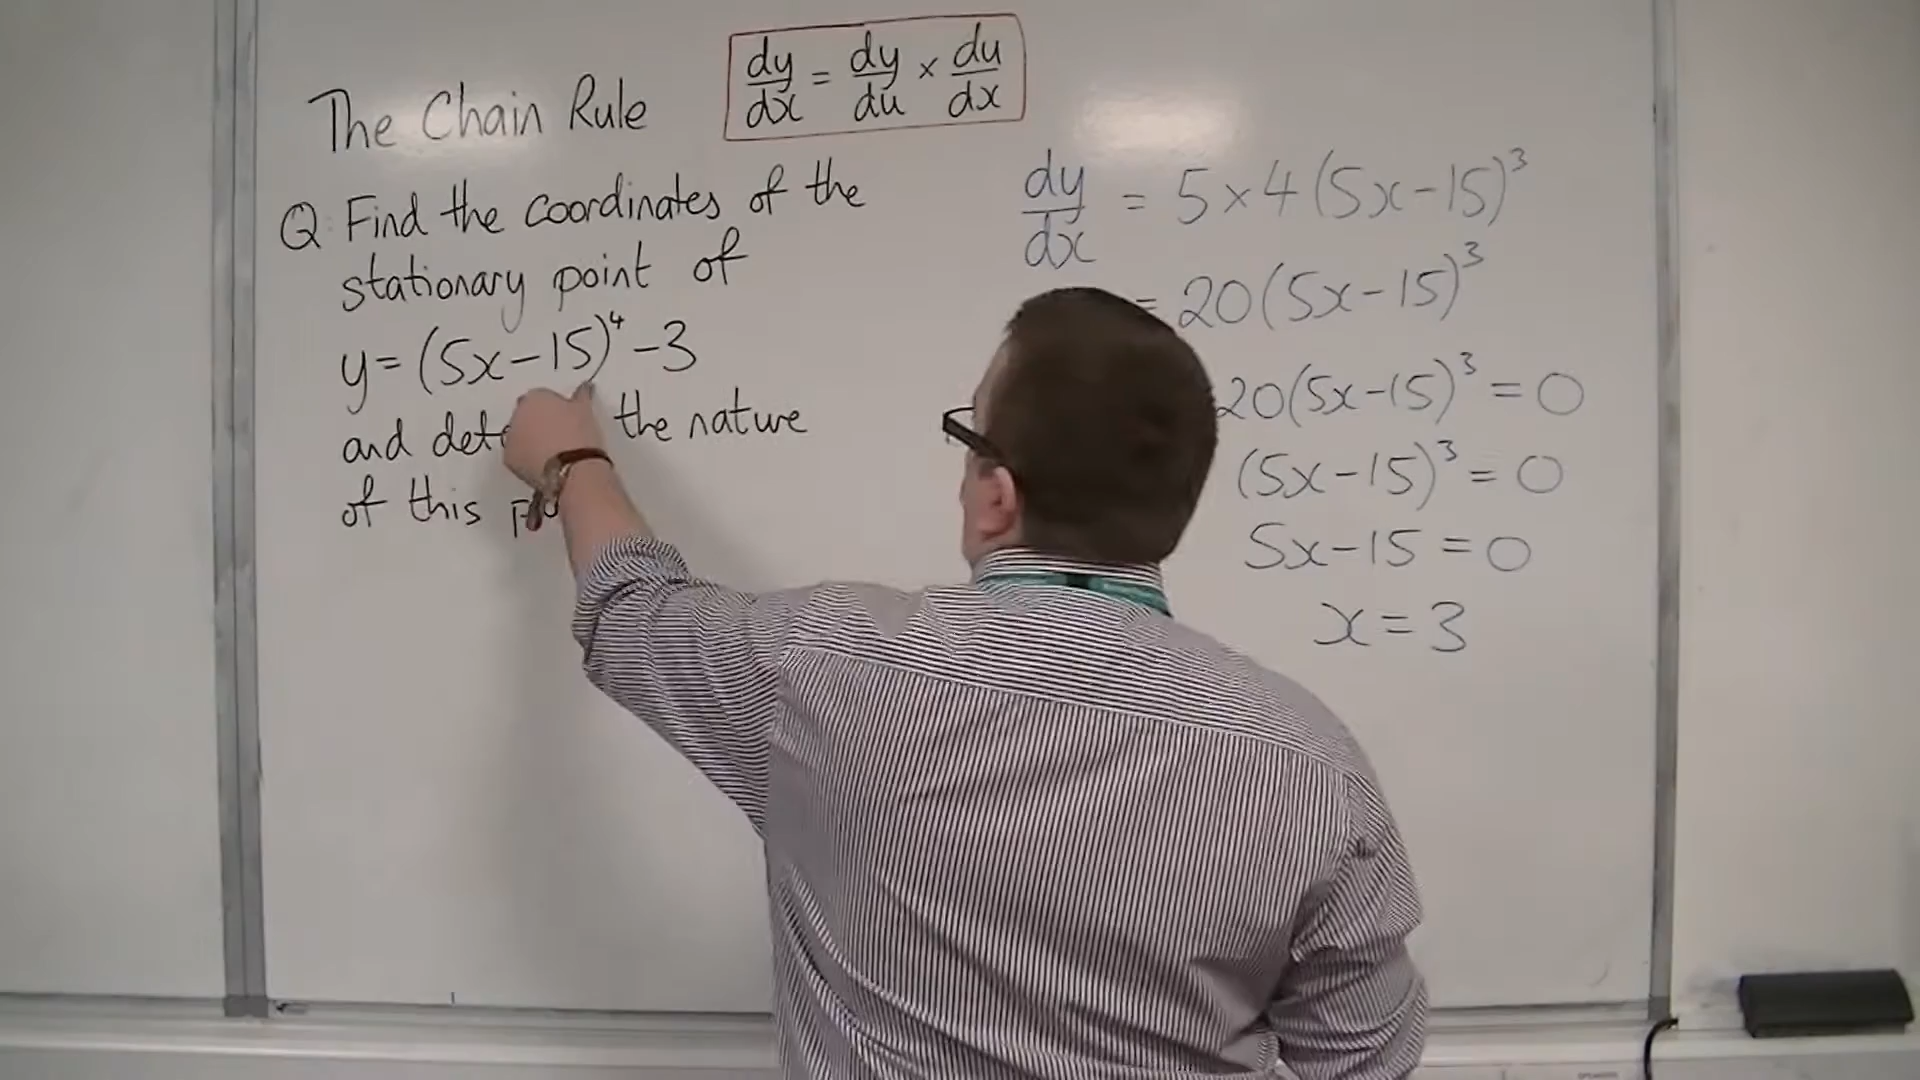 The Chain Rule
dy/dx = dy/du × du/dx
Q Find the coordinates of the
stationary point of
y = (5x - 15)⁴ - 3
and the nature
of this
dy/dx = 5 × 4 (5x - 15)³
= 20 (5x - 15)³
20 (5x - 15)³ = 0
(5x - 15)³ = 0
5x - 15 = 0
x = 3